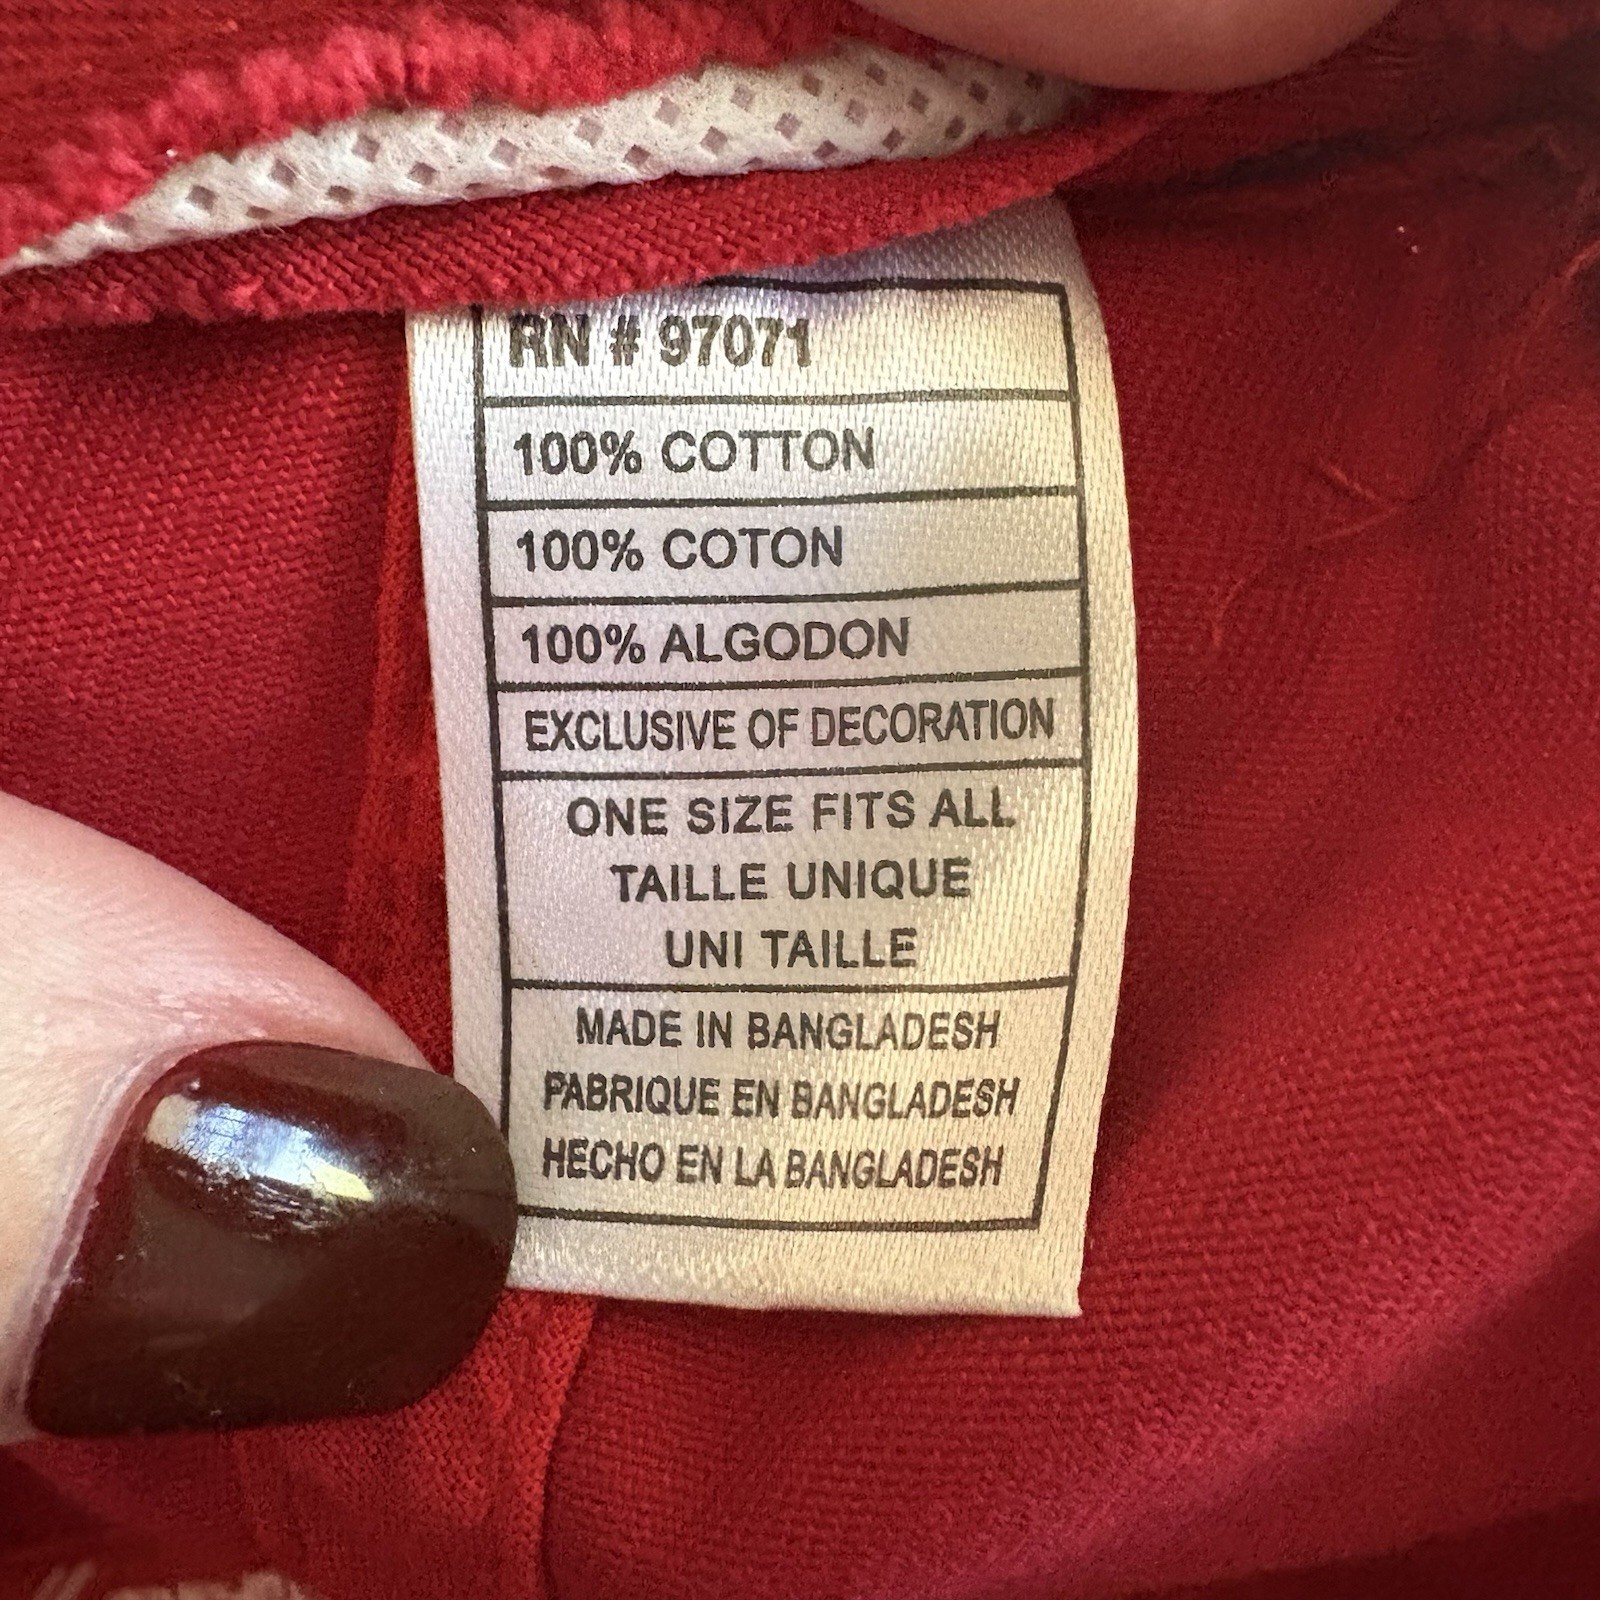 RN # 97071
100% COTTON
100% COTON
100% ALGODON
EXCLUSIVE OF DECORATION
ONE SIZE FITS ALL
TAILLE UNIQUE
UNI TAILLE
MADE IN BANGLADESH
FABRIQUE EN BANGLADESH
HECHO EN LA BANGLADESH